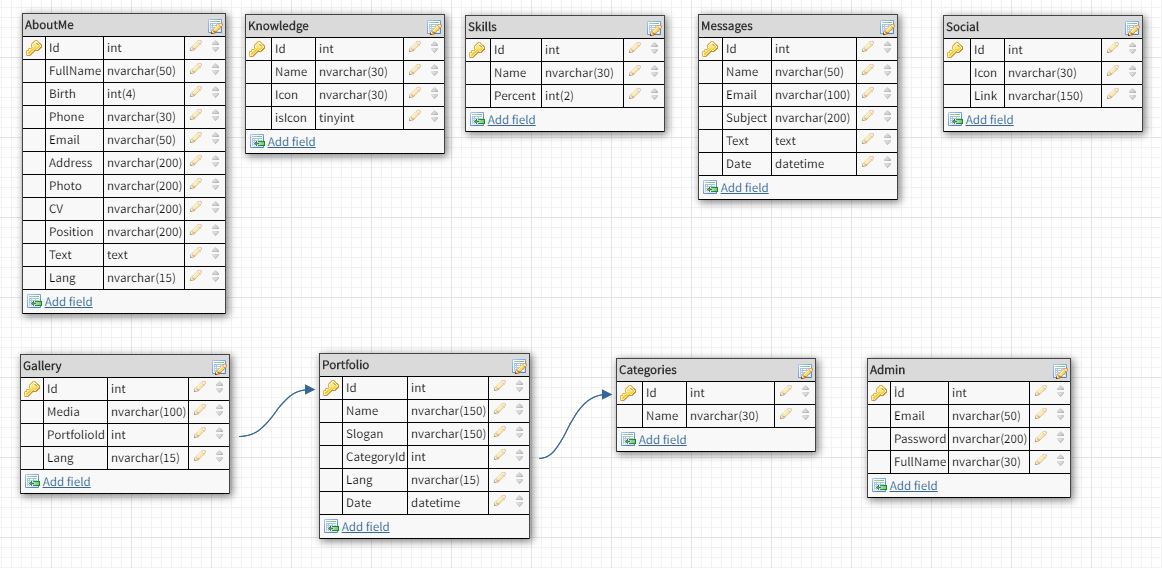 AboutMe
Id int
FullName nvarchar(50)
Birth int(4)
Phone nvarchar(30)
Email nvarchar(50)
Address nvarchar(200)
Photo nvarchar(200)
CV nvarchar(200)
Position nvarchar(200)
Text text
Lang nvarchar(15)
Add field
Knowledge
Id int
Name nvarchar(30)
Icon nvarchar(30)
isIcon tinyint
Add field
Skills
Id int
Name nvarchar(30)
Percent int(2)
Add field
Messages
Id int
Name nvarchar(50)
Email nvarchar(100)
Subject nvarchar(200)
Text text
Date datetime
Add field
Social
Id int
Icon nvarchar(30)
Link nvarchar(150)
Add field
Gallery
Id int
Media nvarchar(100)
PortfolioId int
Lang nvarchar(15)
Add field
Portfolio
Id int
Name nvarchar(150)
Slogan nvarchar(150)
CategoryId int
Lang nvarchar(15)
Date datetime
Add field
Categories
Id int
Name nvarchar(30)
Add field
Admin
İd int
Email nvarchar(50)
Password nvarchar(200)
FullName nvarchar(30)
Add field